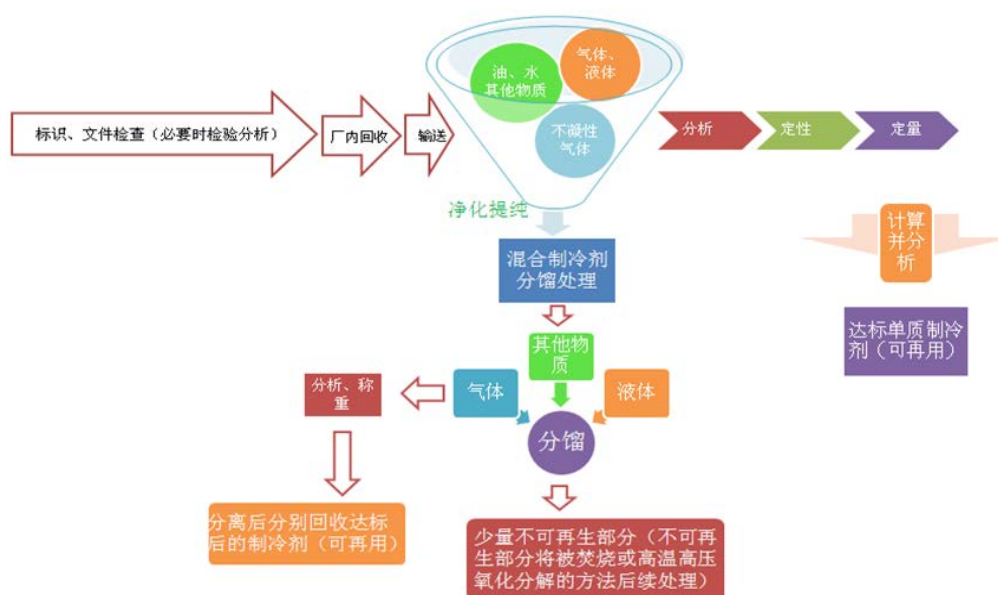 标识、文件检查（必要时检验分析）
厂内回收
输送
油、水
其他物质
气体、
液体
不凝性
气体
分析
定性
定量
净化提纯
计算
并分
析
混合制冷剂
分馏处理
达标单质制冷
剂（可再用）
其他物
质
分析、称
重
气体
液体
分馏
分离后分别回收达标
后的制冷剂（可再用）
少量不可再生部分（不可再
生部分将被焚烧或高温高压
氧化分解的方法后续处理）